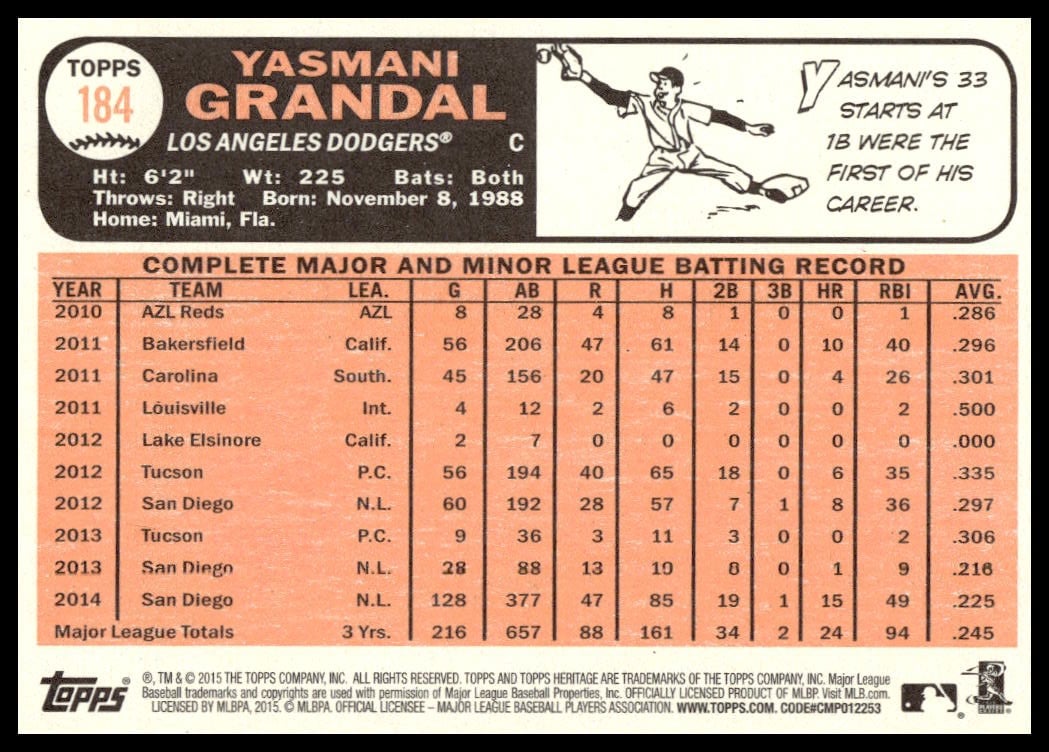 TOPPS
184
YASMANI
GRANDAL
LOS ANGELES DODGERS® C
Ht: 6'2" Wt: 225 Bats: Both
Throws: Right Born: November 8, 1988
Home: Miami, Fla.
YASMANI'S 33
STARTS AT
1B WERE THE
FIRST OF HIS
CAREER.
COMPLETE MAJOR AND MINOR LEAGUE BATTING RECORD
YEAR TEAM LEA. G AB R H 2B 3B HR RBI AVG.
2010 AZL Reds AZL 8 28 4 8 1 0 0 1 .286
2011 Bakersfield Calif. 56 206 47 61 14 0 10 40 .296
2011 Carolina South. 45 156 20 47 15 0 4 26 .301
2011 Louisville Int. 4 12 2 6 2 0 0 2 .500
2012 Lake Elsinore Calif. 2 7 0 0 0 0 0 0 .000
2012 Tucson P.C. 56 194 40 65 18 0 6 35 .335
2012 San Diego N.L. 60 192 28 57 7 1 8 36 .297
2013 Tucson P.C. 9 36 3 11 3 0 0 2 .306
2013 San Diego N.L. 28 88 13 19 8 0 1 9 .216
2014 San Diego N.L. 128 377 47 85 19 1 15 49 .225
Major League Totals 3 Yrs. 216 657 88 161 34 2 24 94 .245
Topps®
®, TM & © 2015 THE TOPPS COMPANY, INC. ALL RIGHTS RESERVED. TOPPS AND TOPPS HERITAGE ARE TRADEMARKS OF THE TOPPS COMPANY, INC. Major League
Baseball trademarks and copyrights are used with permission of Major League Baseball Properties, Inc. OFFICIALLY LICENSED PRODUCT OF MLBP. Visit MLB.com.
LICENSED BY MLBPA, 2015. © MLBPA. OFFICIAL LICENSEE – MAJOR LEAGUE BASEBALL PLAYERS ASSOCIATION. WWW.TOPPS.COM. CODE#CMP012253